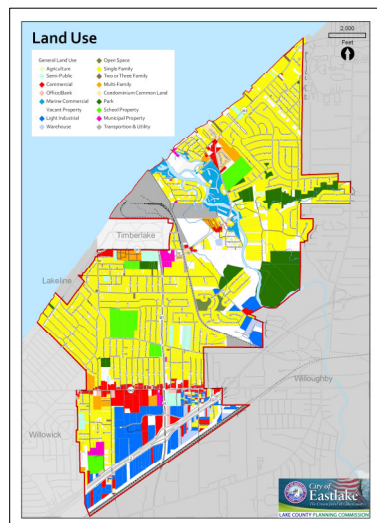 Land Use
General Land Use
Agriculture
Semi-Public
Commercial
Office/Bank
Marine Commercial
Vacant Property
Light Industrial
Warehouse
Open Space
Single Family
Two or Three Family
Multi-Family
Condominium Common Land
Park
School Property
Municipal Property
Transportion & Utility
2,000
Feet
Timberlake
Lakeline
Willoughby
Willowick
City of
Eastlake
LAKE COUNTY PLANNING COMMISSION